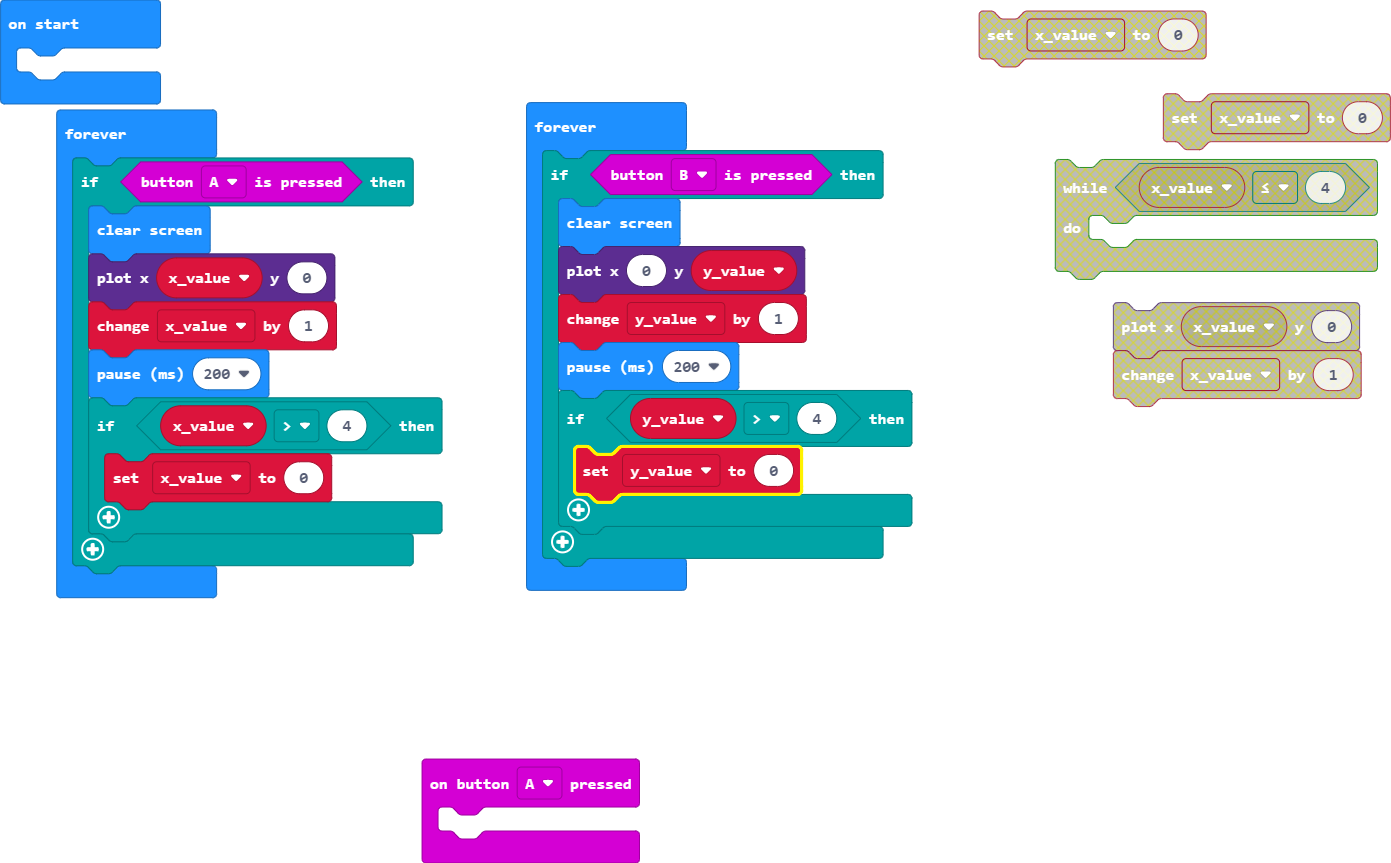 on start
forever
if button A is pressed then
clear screen
plot x x_value y 0
change x_value by 1
pause (ms) 200
if x_value > 4 then
set x_value to 0
forever
if button B is pressed then
clear screen
plot x 0 y y_value
change y_value by 1
pause (ms) 200
if y_value > 4 then
set y_value to 0
set x_value to 0
set x_value to 0
while x_value ≤ 4
do
plot x x_value y 0
change x_value by 1
on button A pressed